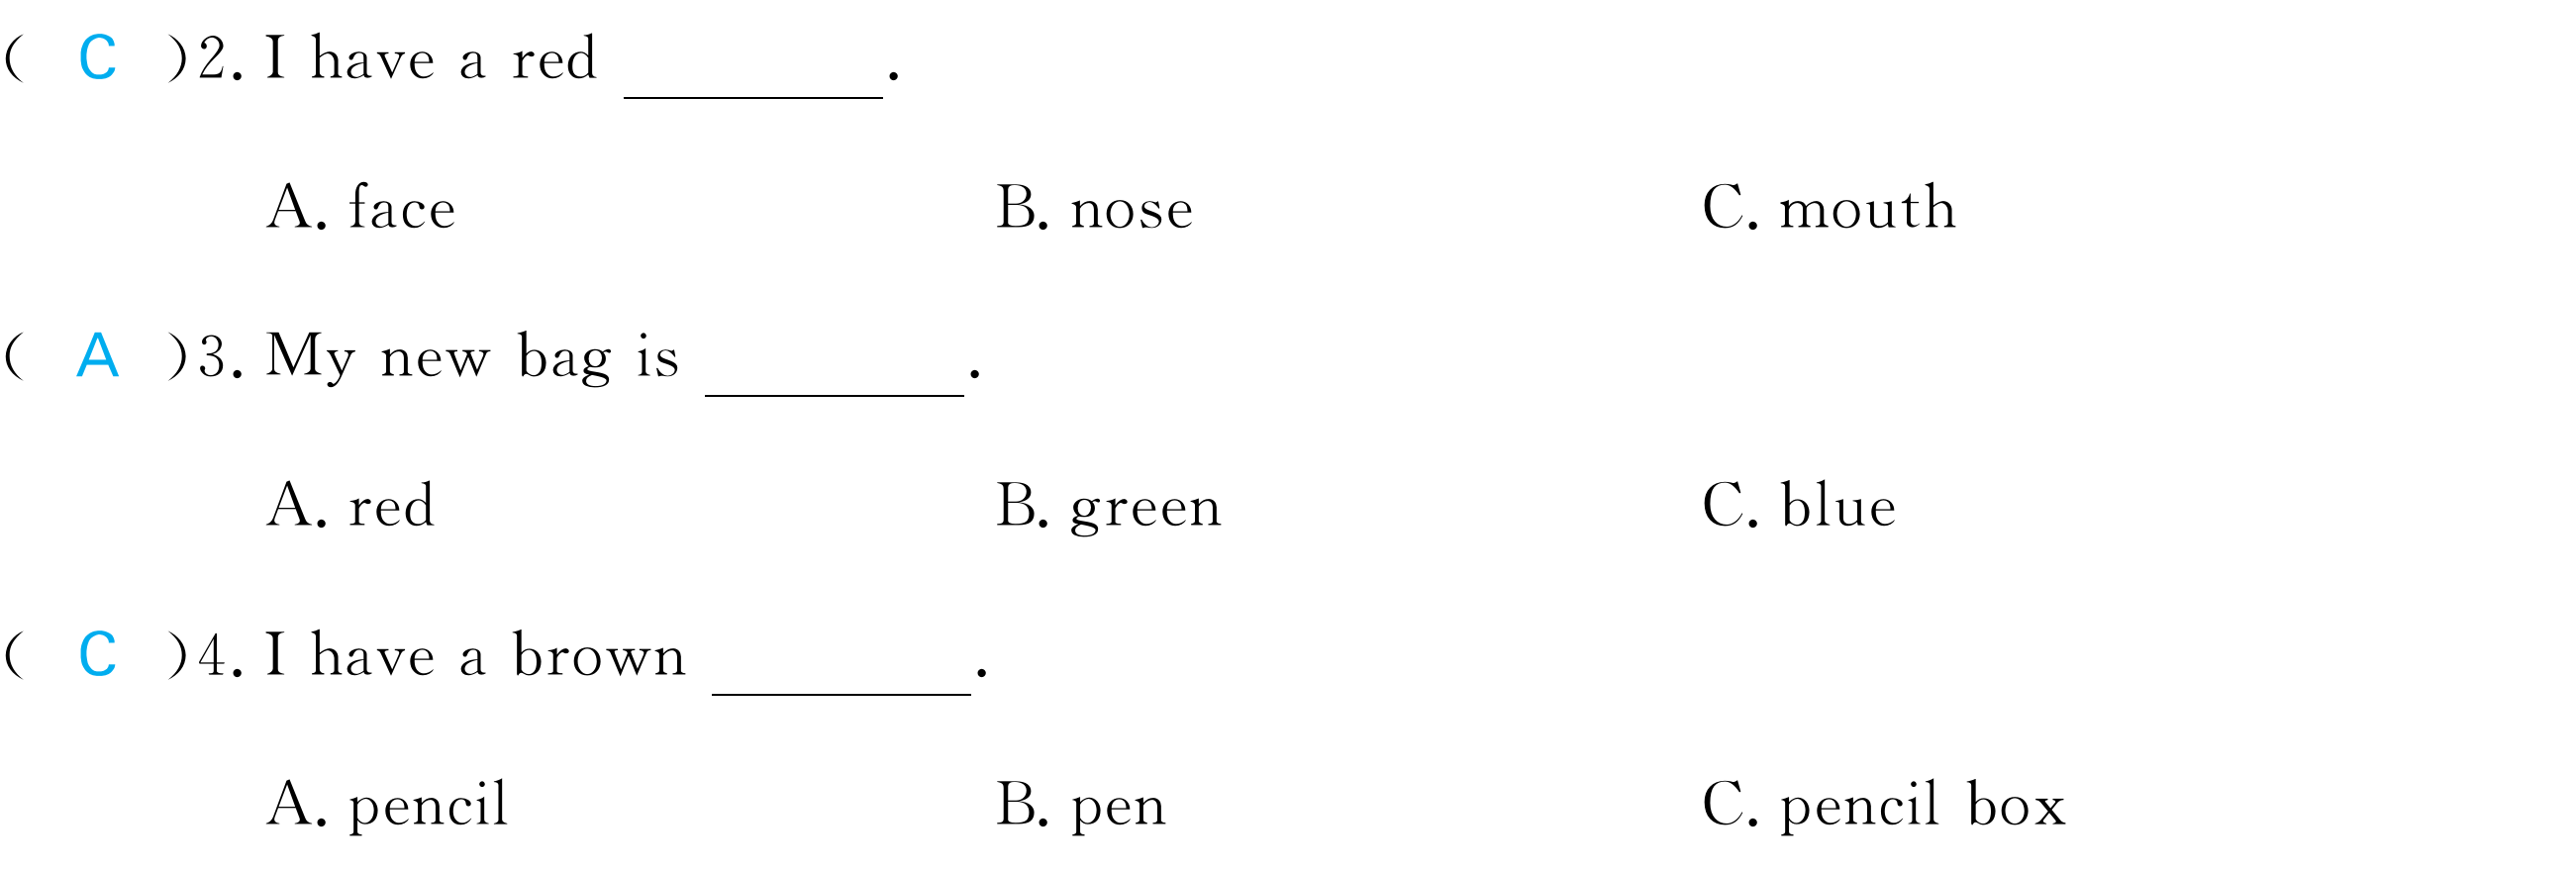 ( C )2. I have a red ________.
A. face B. nose C. mouth
( A )3. My new bag is ________.
A. red B. green C. blue
( C )4. I have a brown ________.
A. pencil B. pen C. pencil box